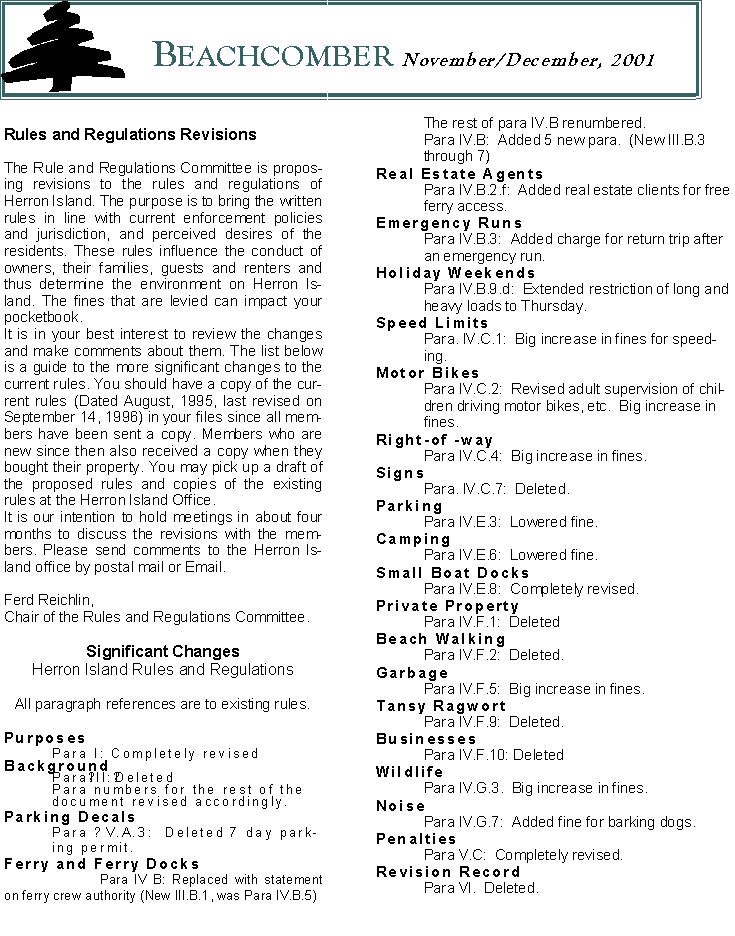 BEACHCOMBER November/December, 2001
Rules and Regulations Revisions
The Rule and Regulations Committee is propos-
ing revisions to the rules and regulations of
Herron Island. The purpose is to bring the written
rules in line with current enforcement policies
and jurisdiction, and perceived desires of the
residents. These rules influence the conduct of
owners, their families, guests and renters and
thus determine the environment on Herron Is-
land. The fines that are levied can impact your
pocketbook.
It is in your best interest to review the changes
and make comments about them. The list below
is a guide to the more significant changes to the
current rules. You should have a copy of the cur-
rent rules (Dated August, 1995, last revised on
September 14, 1996) in your files since all mem-
bers have been sent a copy. Members who are
new since then also received a copy when they
bought their property. You may pick up a draft of
the proposed rules and copies of the existing
rules at the Herron Island Office.
It is our intention to hold meetings in about four
months to discuss the revisions with the mem-
bers. Please send comments to the Herron Is-
land office by postal mail or Email.
Ferd Reichlin,
Chair of the Rules and Regulations Committee.
Significant Changes
Herron Island Rules and Regulations
All paragraph references are to existing rules.
Purposes
Para I: Completely revised
Background
Para II: Deleted
Para numbers for the rest of the
document revised accordingly.
Parking Decals
Para ? V.A.3: Deleted 7 day park-
ing permit.
Ferry and Ferry Docks
Para IV B: Replaced with statement
on ferry crew authority (New III.B.1, was Para IV.B.5)
The rest of para IV.B renumbered.
Para IV.B: Added 5 new para. (New III.B.3
through 7)
Real Estate Agents
Para IV.B.2.f: Added real estate clients for free
ferry access.
Emergency Runs
Para IV.B.3: Added charge for return trip after
an emergency run.
Holiday Weekends
Para IV.B.9.d: Extended restriction of long and
heavy loads to Thursday.
Speed Limits
Para. IV.C.1: Big increase in fines for speed-
ing.
Motor Bikes
Para IV.C.2: Revised adult supervision of chil-
dren driving motor bikes, etc. Big increase in
fines.
Right-of -way
Para IV.C.4: Big increase in fines.
Signs
Para. IV.C.7: Deleted.
Parking
Para IV.E.3: Lowered fine.
Camping
Para IV.E.6: Lowered fine.
Small Boat Docks
Para IV.E.8: Completely revised.
Private Property
Para IV.F.1: Deleted
Beach Walking
Para IV.F.2: Deleted.
Garbage
Para IV.F.5: Big increase in fines.
Tansy Ragwort
Para IV.F.9: Deleted.
Businesses
Para IV.F.10: Deleted
Wildlife
Para IV.G.3. Big increase in fines.
Noise
Para IV.G.7: Added fine for barking dogs.
Penalties
Para V.C: Completely revised.
Revision Record
Para VI. Deleted.